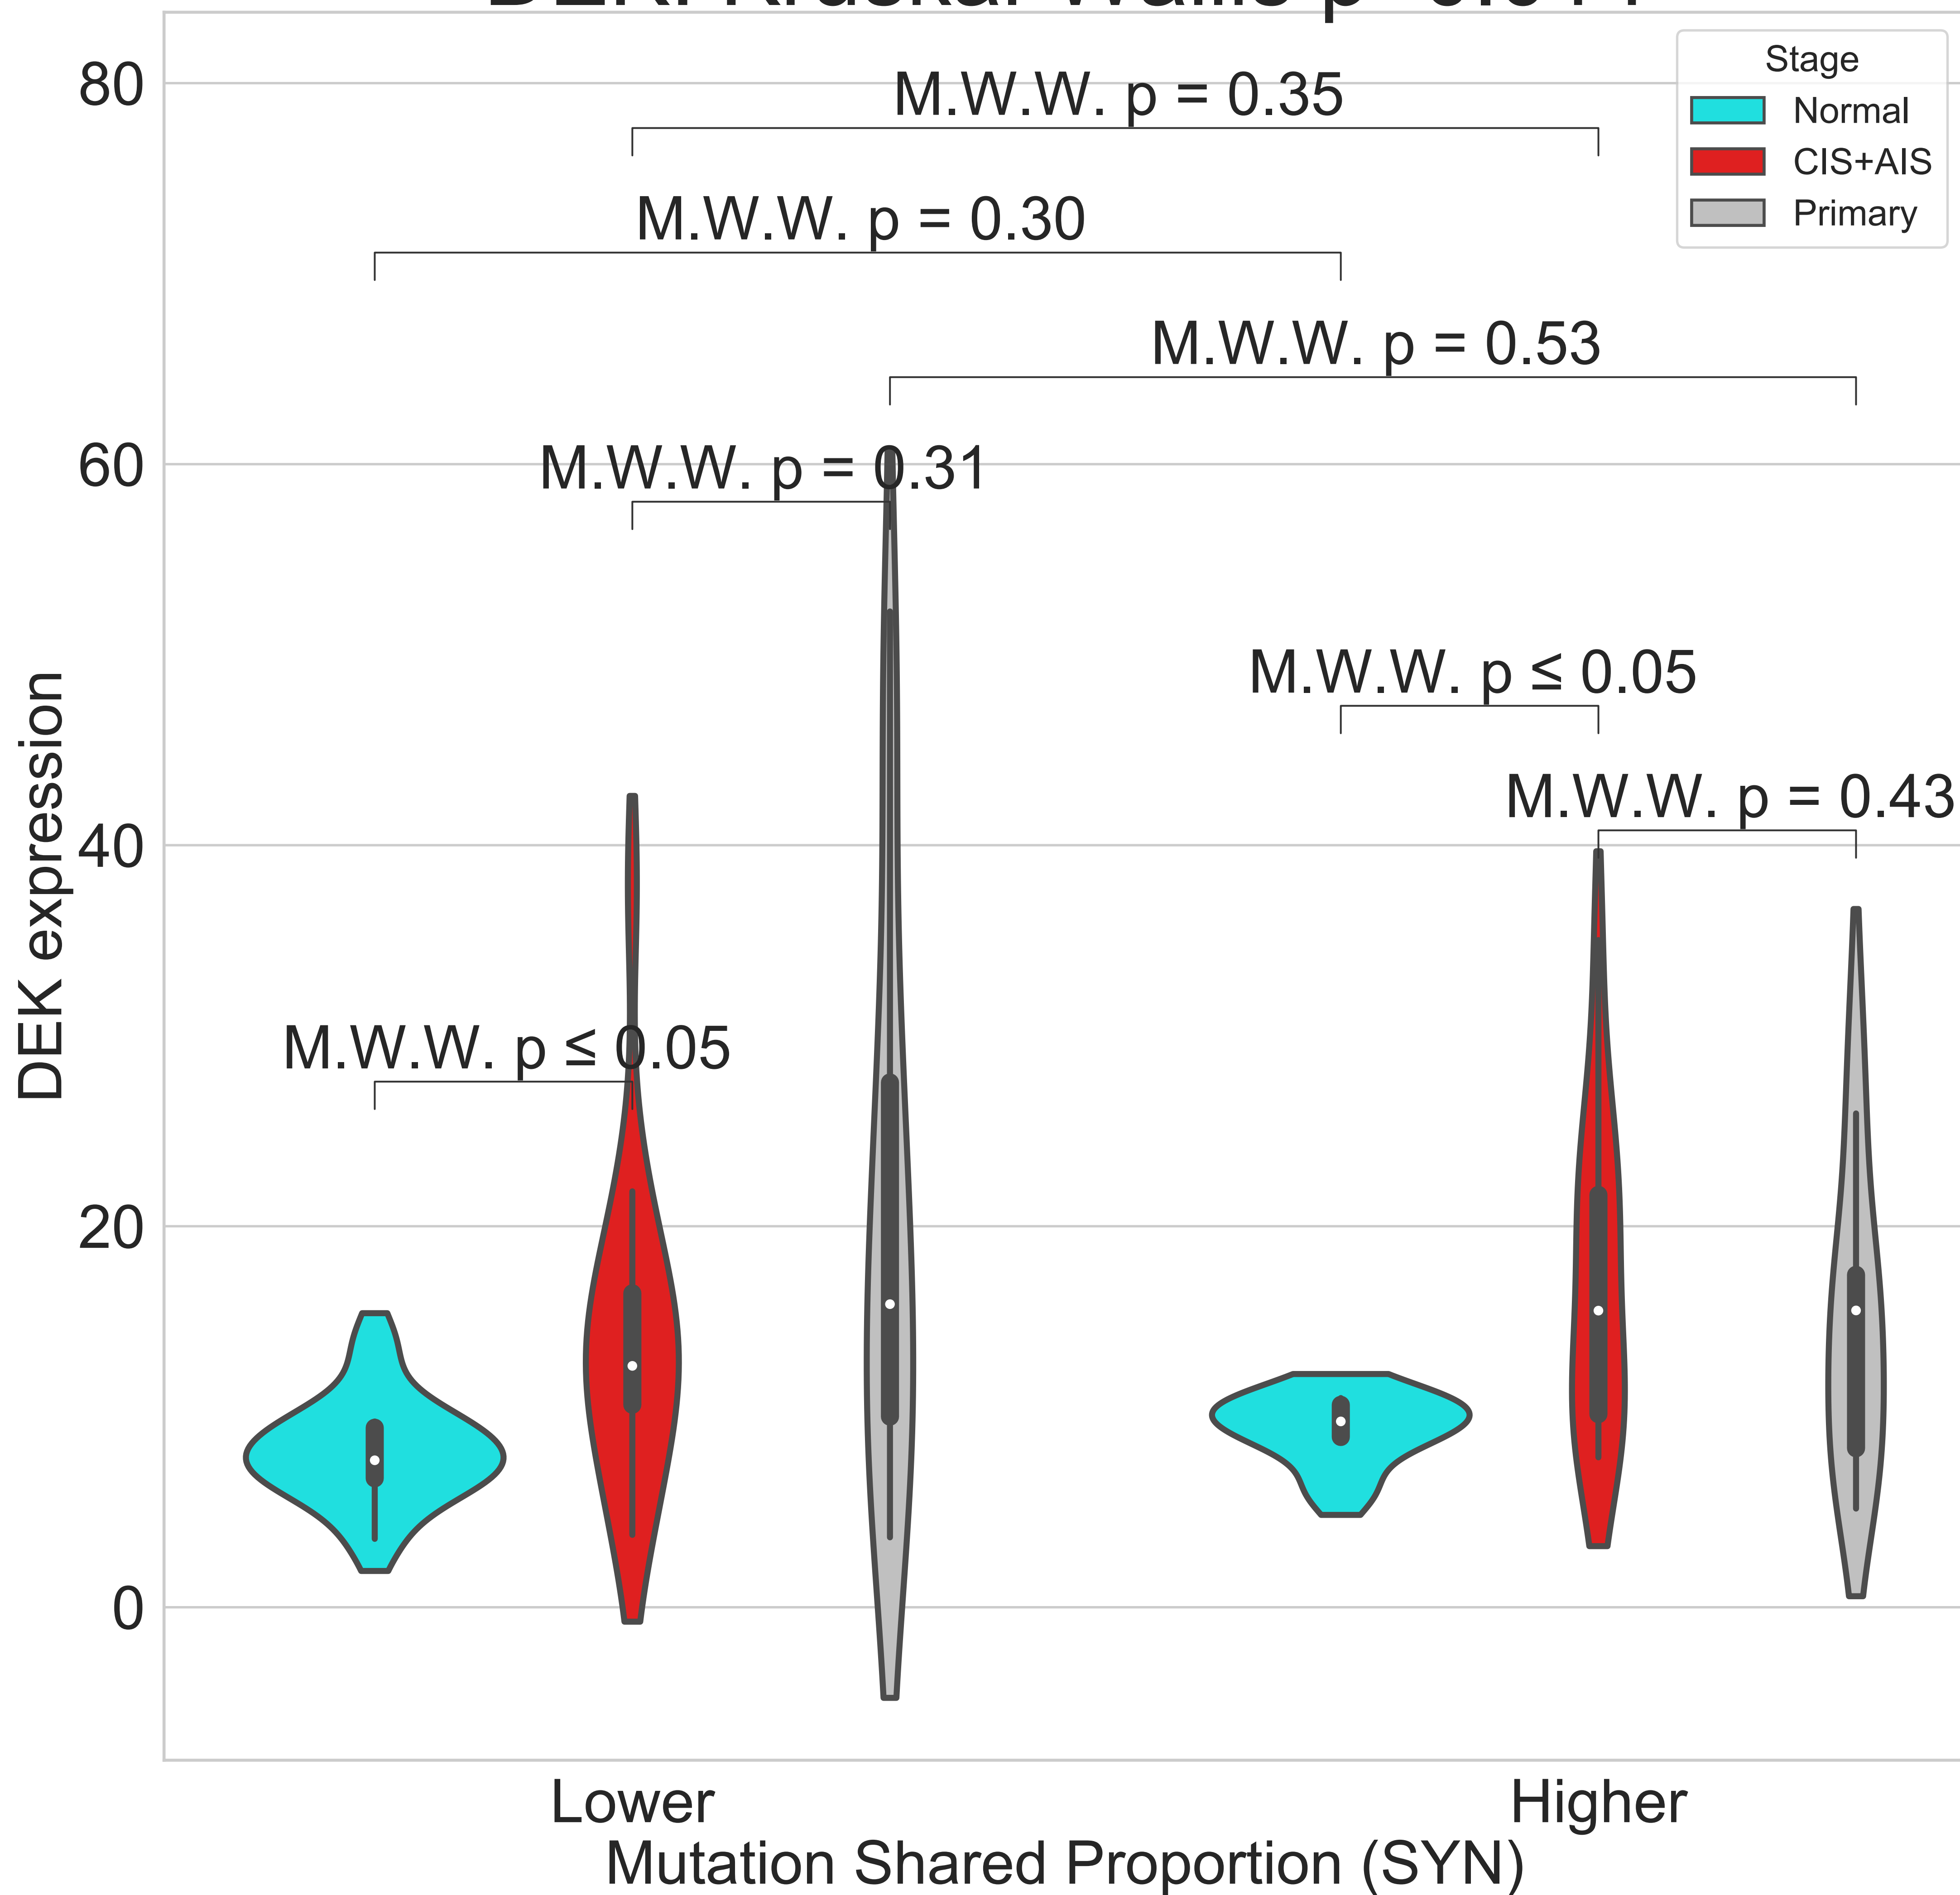 80
60
40
20
0
DEK expression
M.W.W. p = 0.35
M.W.W. p = 0.30
M.W.W. p = 0.53
M.W.W. p = 0.31
M.W.W. p ≤ 0.05
M.W.W. p = 0.43
M.W.W. p ≤ 0.05
Stage
Normal
CIS+AIS
Primary
Lower
Higher
Mutation Shared Proportion (SYN)